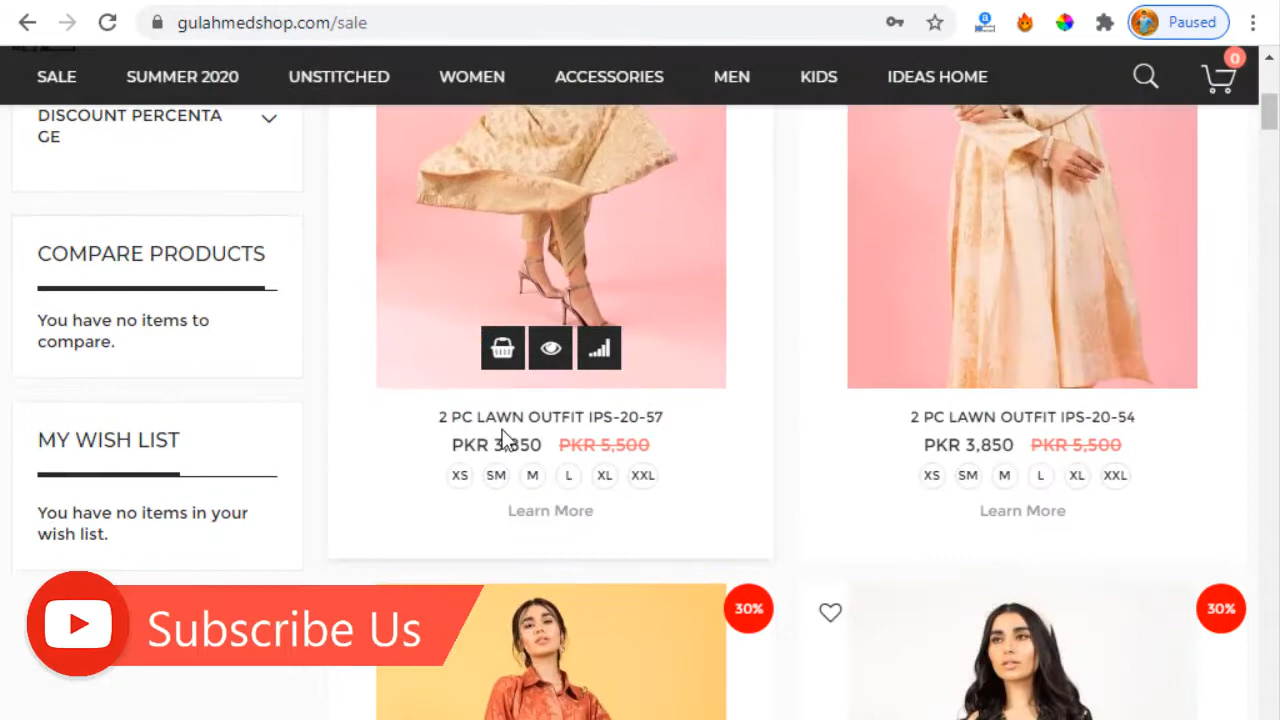 gulahmedshop.com/sale
Paused
SALE SUMMER 2020 UNSTITCHED WOMEN ACCESSORIES MEN KIDS IDEAS HOME
0
DISCOUNT PERCENTA
GE
COMPARE PRODUCTS
You have no items to
compare.
MY WISH LIST
You have no items in your
wish list.
2 PC LAWN OUTFIT IPS-20-57
PKR 3,850 PKR 5,500
XS SM M L XL XXL
Learn More
2 PC LAWN OUTFIT IPS-20-54
PKR 3,850 PKR 5,500
XS SM M L XL XXL
Learn More
30%
30%
Subscribe Us